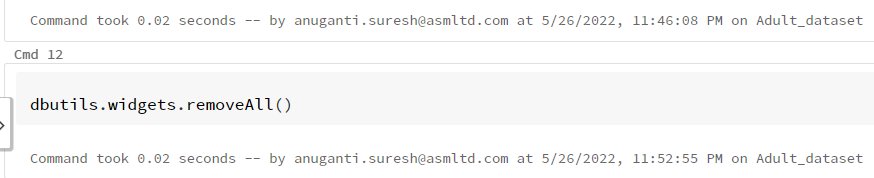 Command took 0.02 seconds -- by anuganti.suresh@asmltd.com at 5/26/2022, 11:46:08 PM on Adult_dataset
Cmd 12
dbutils.widgets.removeAll()
Command took 0.02 seconds -- by anuganti.suresh@asmltd.com at 5/26/2022, 11:52:55 PM on Adult_dataset